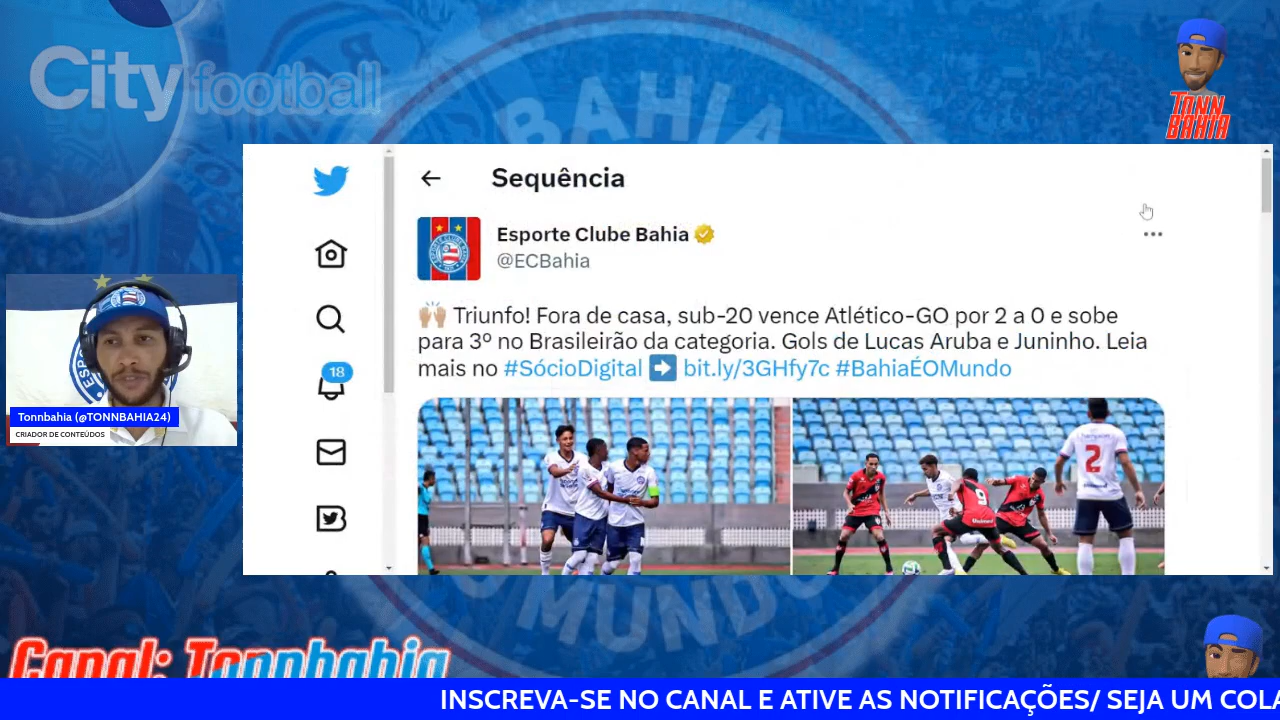 City football
TONN
BAHIA
BAHIA
Sequência
Esporte Clube Bahia
@ECBahia
🙌🏼 Triunfo! Fora de casa, sub-20 vence Atlético-GO por 2 a 0 e sobe
para 3º no Brasileirão da categoria. Gols de Lucas Aruba e Juninho. Leia
mais no #SócioDigital ➡️ bit.ly/3GHfy7c #BahiaÉOMundo
18
Tonnbahia (@TONNBAHIA24)
CRIADOR DE CONTEÚDOS
2
9
O MUNDO
Canal: Tonnbahia
INSCREVA-SE NO CANAL E ATIVE AS NOTIFICAÇÕES/ SEJA UM COLA